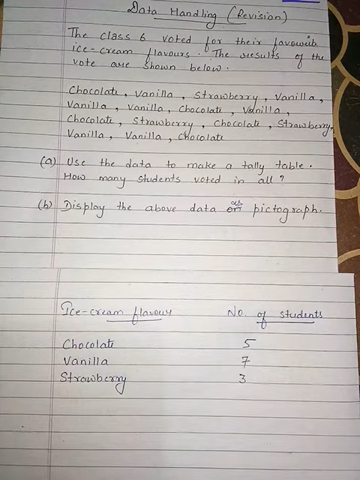 Data Handling (Revision)
The class 6 voted for their favourite
ice-cream flavours. The results of the
vote are shown below.
Chocolate, Vanilla, Strawberry, Vanilla,
Vanilla, Vanilla, Chocolate, Vanilla,
Chocolate, Strawberry, Chocolate, Strawberry,
Vanilla, Vanilla, Chocolate
(a) Use the data to make a tally table.
How many students voted in all?
(b) Display the above data as pictograph.
Ice-cream flavour No. of students
Chocolate 5
Vanilla 7
Strawberry 3